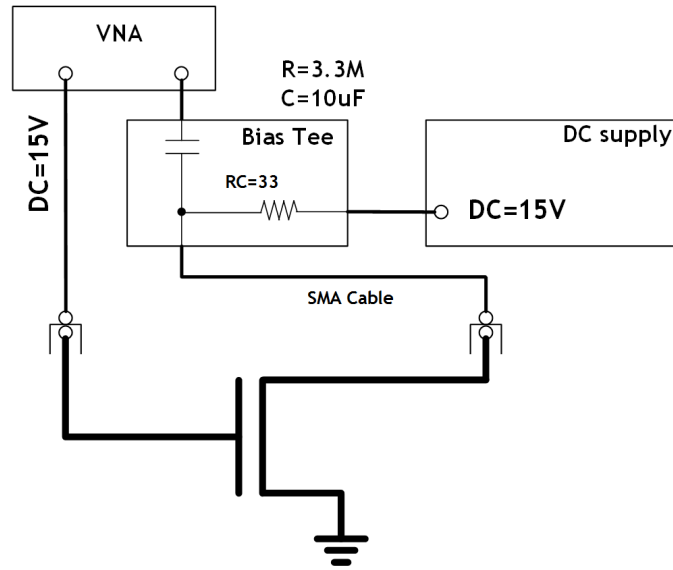 VNA
R=3.3M
C=10uF
DC=15V
Bias Tee
DC supply
RC=33
DC=15V
SMA Cable